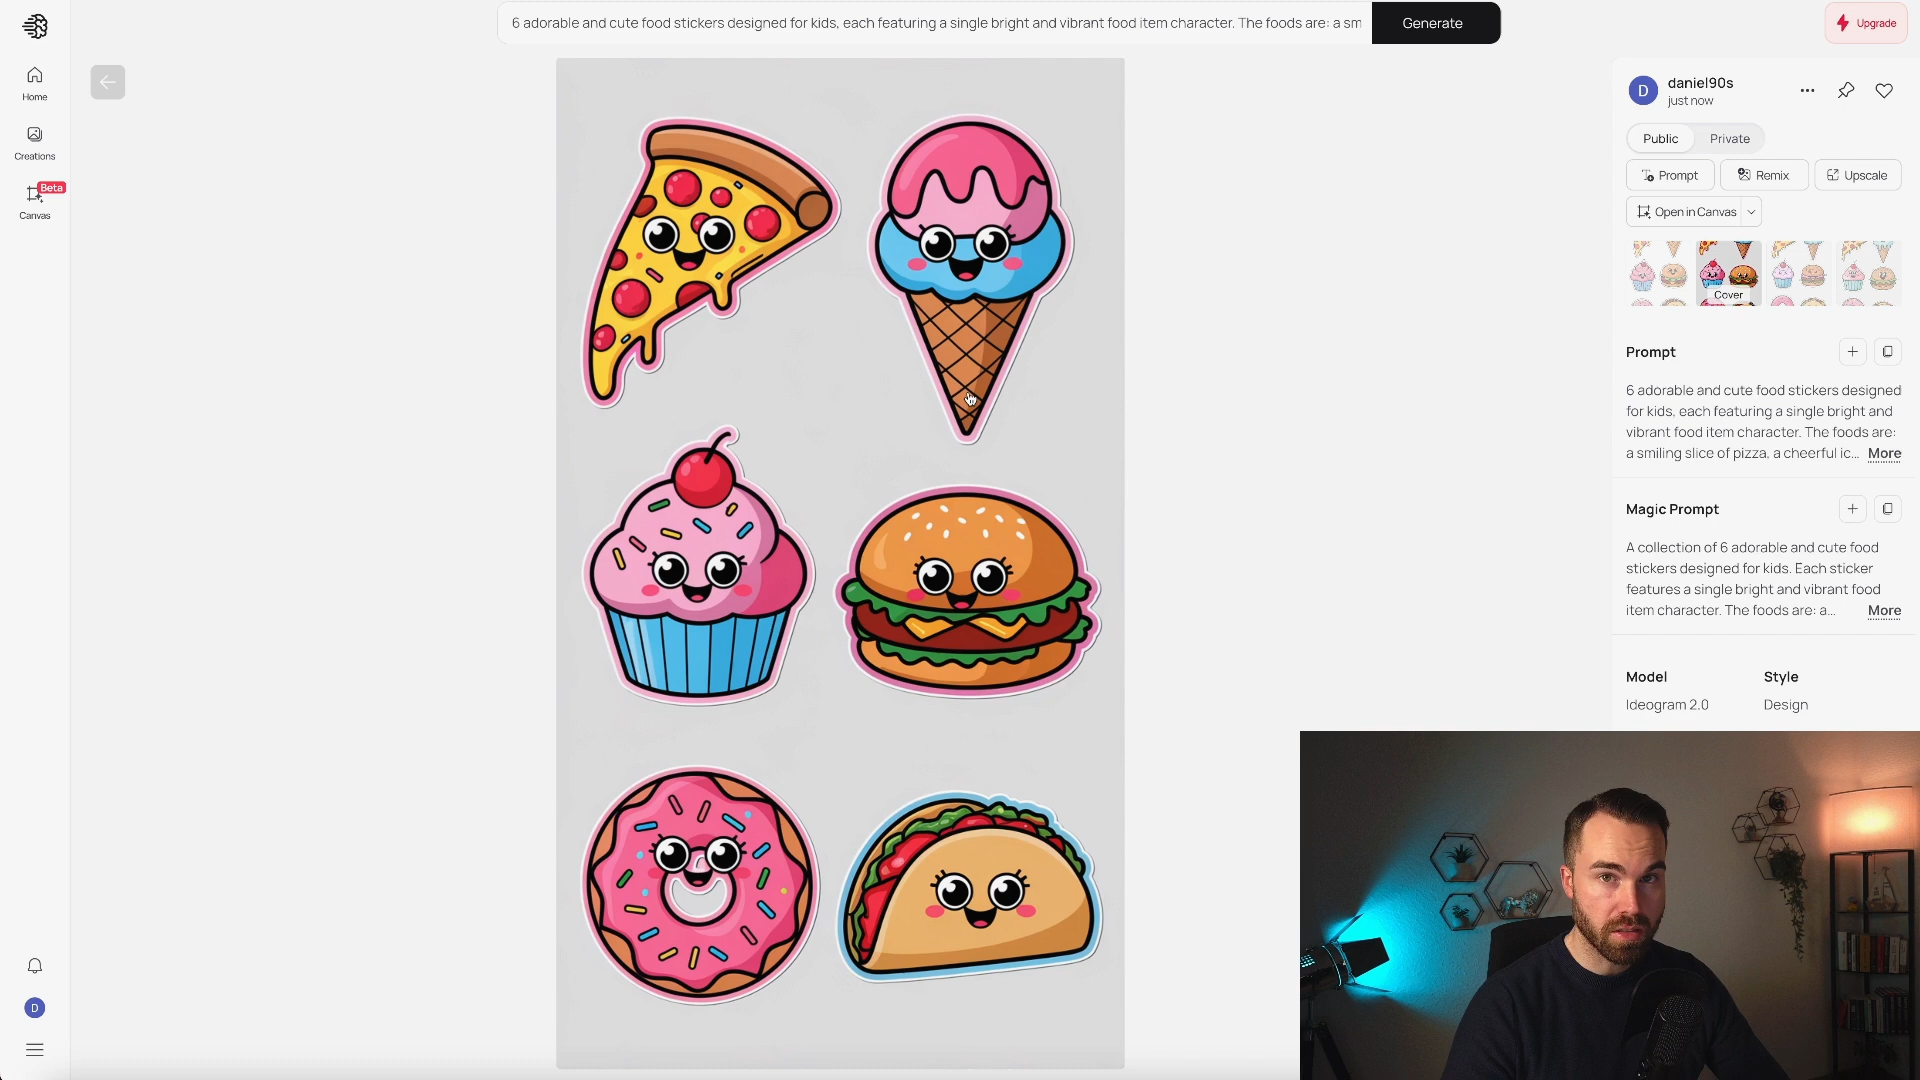 6 adorable and cute food stickers designed for kids, each featuring a single bright and vibrant food item character. The foods are: a sm
Generate
Upgrade
Home
Creations
Beta
Canvas
D
daniel90s
just now
Public
Private
Prompt
Remix
Upscale
Open in Canvas
Cover
Prompt
6 adorable and cute food stickers designed
for kids, each featuring a single bright and
vibrant food item character. The foods are:
a smiling slice of pizza, a cheerful ic... More
Magic Prompt
A collection of 6 adorable and cute food
stickers designed for kids. Each sticker
features a single bright and vibrant food
item character. The foods are: a... More
Model
Style
Ideogram 2.0
Design
D